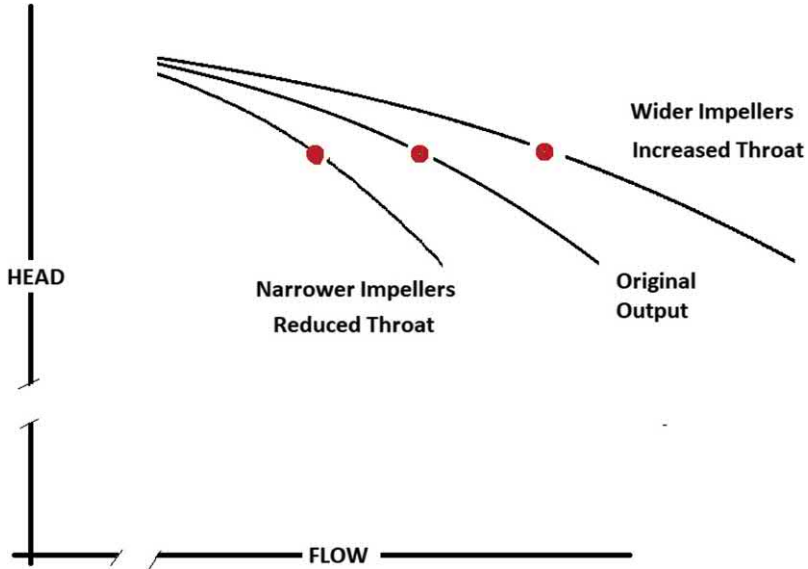 Wider Impellers
Increased Throat
HEAD
Narrower Impellers
Reduced Throat
Original
Output
FLOW